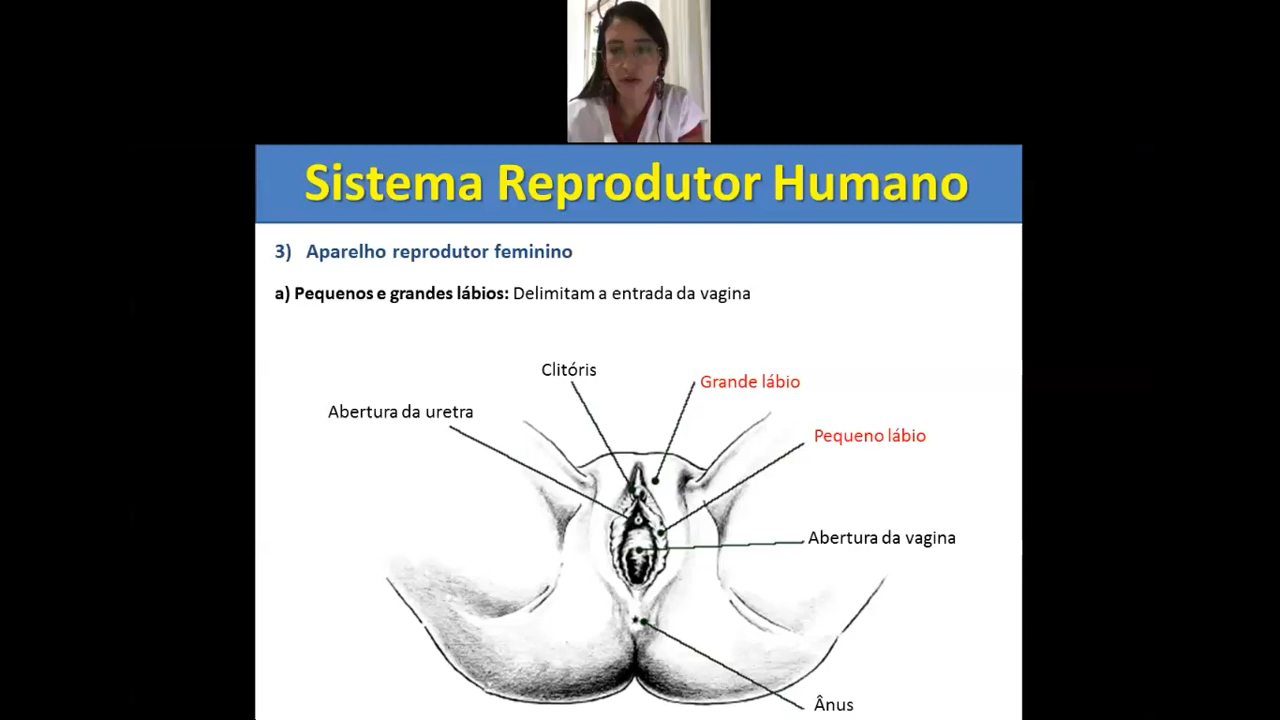 Sistema Reprodutor Humano
3) Aparelho reprodutor feminino
a) Pequenos e grandes lábios: Delimitam a entrada da vagina
Clitóris
Grande lábio
Abertura da uretra
Pequeno lábio
Abertura da vagina
Ânus